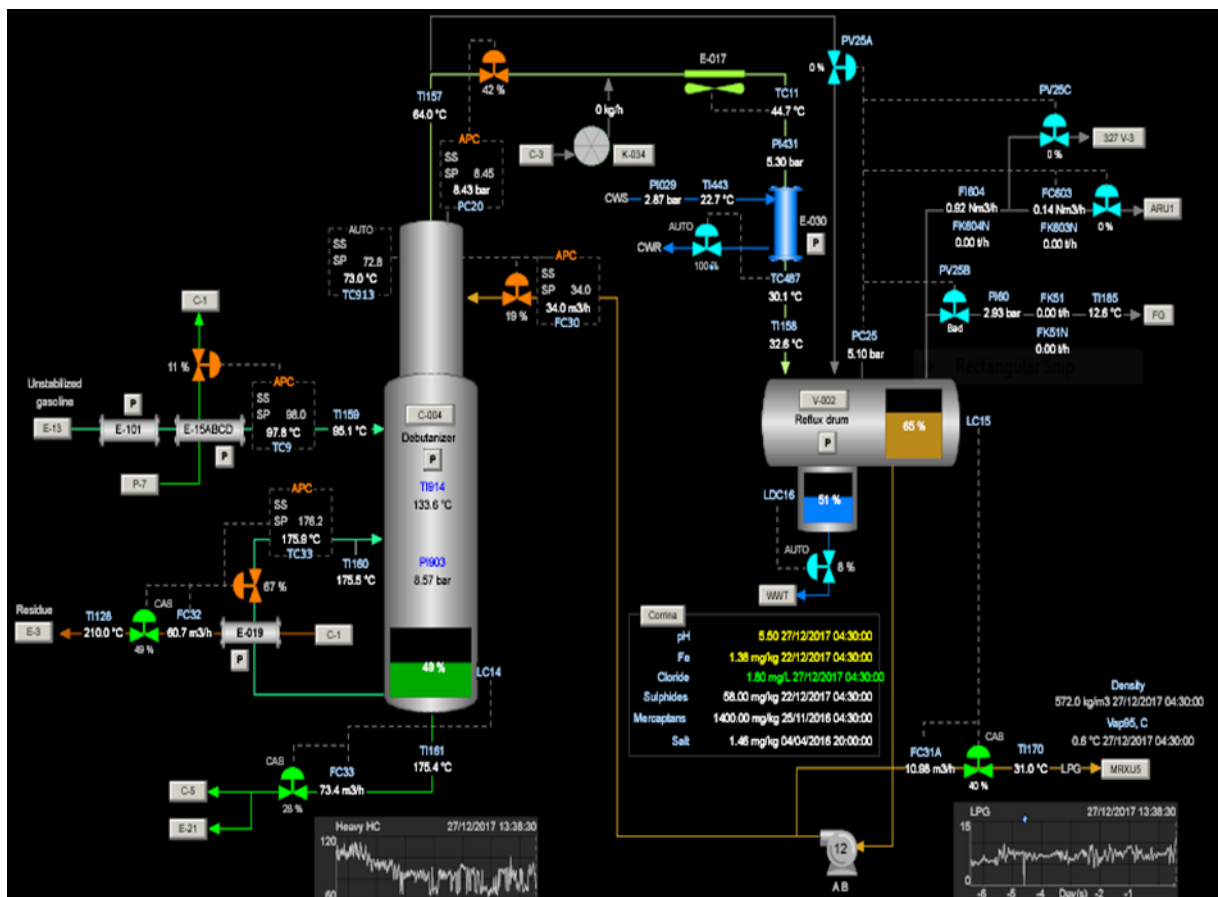 PV25A
0 %
E-017
42 %
TI157
64.0 °C
0 kg/h
TC11
44.7 °C
PV25C
0 %
327 V-3
APC
SS
SP 8.45
8.43 bar
PC20
C-3
K-034
PI431
5.30 bar
CWS
PI029
2.87 bar
TI443
22.7 °C
E-030
P
AUTO
CWR
100 %
TC487
30.1 °C
TI158
32.6 °C
FI604
0.92 Nm3/h
FK604N
0.00 t/h
FC603
0.14 Nm3/h
FK603N
0.00 t/h
0 %
ARU1
PV25B
Bad
PI60
2.93 bar
FK51
0.00 t/h
FK51N
0.00 t/h
TI185
12.6 °C
FG
Rectangular Snip
PC25
5.10 bar
AUTO
SS
SP 72.8
73.0 °C
TC913
APC
SS
SP 34.0
34.0 m3/h
FC30
19 %
C-1
11 %
Unstabilized
gasoline
E-13
P
E-101
E-15ABCD
P
P-7
APC
SS
SP 98.0
97.8 °C
TC9
TI159
95.1 °C
C-004
Debutanizer
P
TI914
133.6 °C
PI903
8.57 bar
49 %
LC14
V-002
Reflux drum
P
65 %
LC15
51 %
LDC16
AUTO
8 %
WWT
APC
SS
SP 176.2
175.9 °C
TC33
TI160
175.5 °C
67 %
Residue
E-3
TI128
210.0 °C
CAS
49 %
FC32
60.7 m3/h
E-019
P
C-1
TI161
175.4 °C
CAS
28 %
FC33
73.4 m3/h
C-5
E-21
Corrina
pH 5.50 27/12/2017 04:30:00
Fe 1.38 mg/kg 22/12/2017 04:30:00
Cloride 1.80 mg/L 27/12/2017 04:30:00
Sulphides 58.00 mg/kg 22/12/2017 04:30:00
Mercaptans 1400.00 mg/kg 25/11/2016 04:30:00
Salt 1.46 mg/kg 04/04/2016 20:00:00
Density
572.0 kg/m3 27/12/2017 04:30:00
Vap95, C
0.6 °C 27/12/2017 04:30:00
FC31A
10.98 m3/h
CAS
40 %
TI170
31.0 °C
LPG
MRXU5
12
A B
Heavy HC 27/12/2017 13:38:30
120
60
LPG 27/12/2017 13:38:30
15
0
-6 -5 -4 Day(s) -2 -1